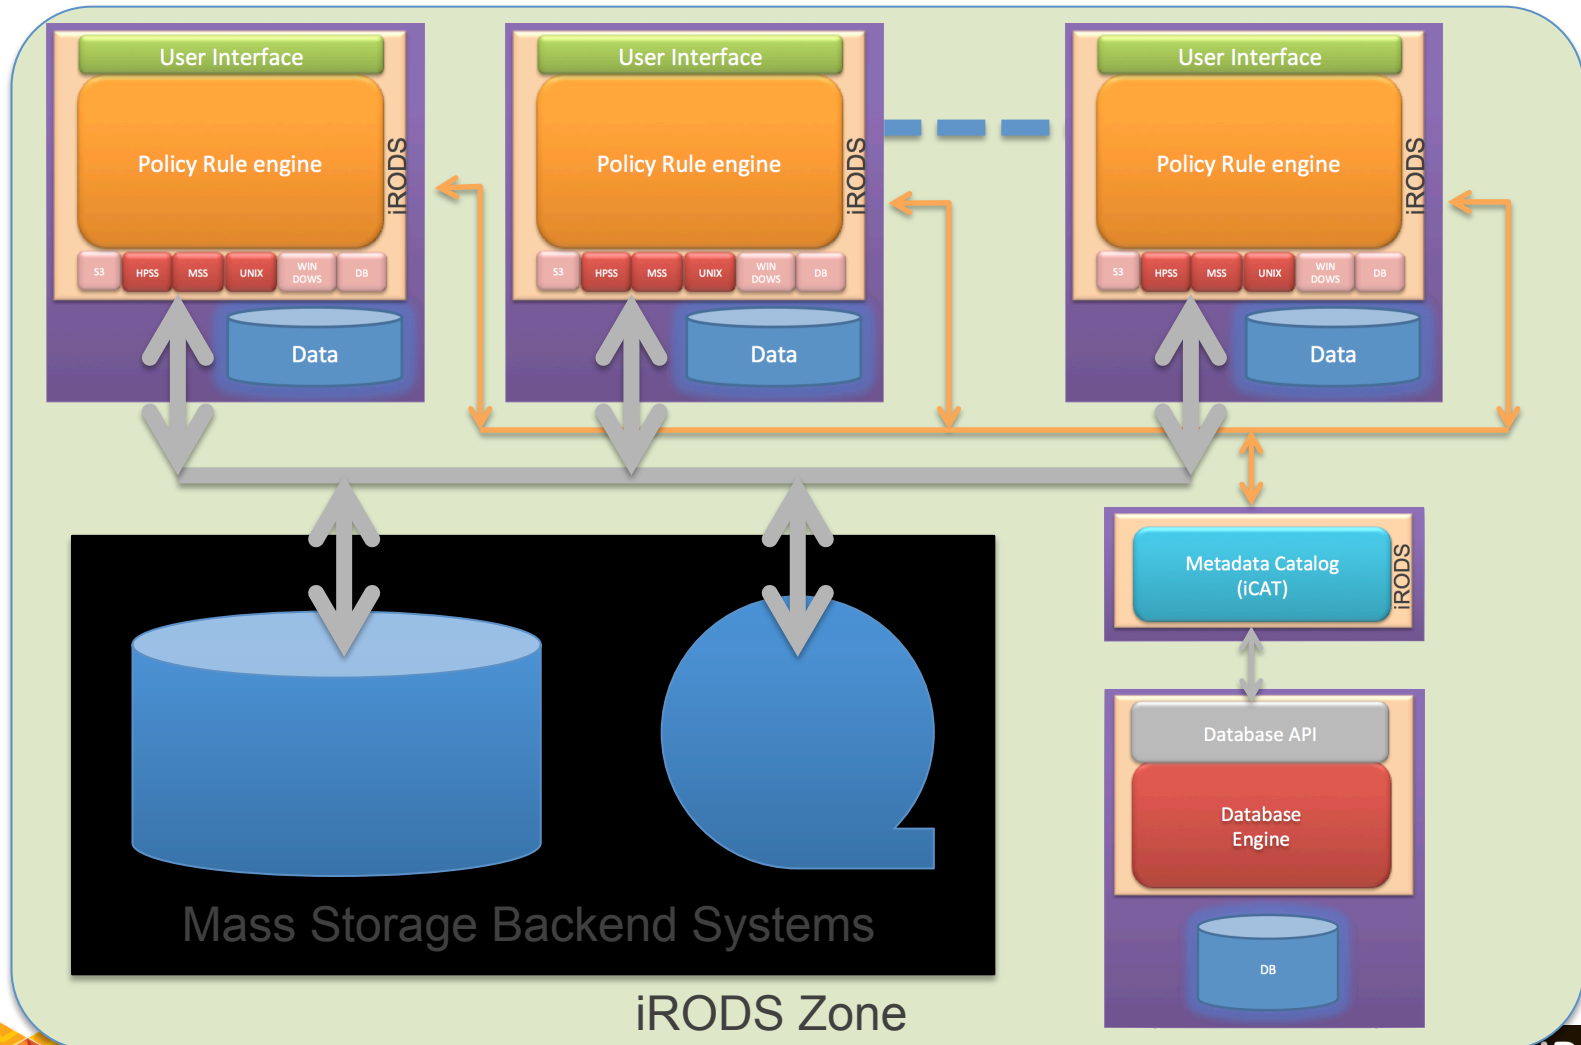 User Interface
User Interface
User Interface
Policy Rule engine
iRODS
Policy Rule engine
iRODS
Policy Rule engine
iRODS
S3 HPSS MSS UNIX WIN DOWS DB
S3 HPSS MSS UNIX WIN DOWS DB
S3 HPSS MSS UNIX WIN DOWS DB
Data
Data
Data
Metadata Catalog
(iCAT)
iRODS
Database API
Database
Engine
DB
Mass Storage Backend Systems
iRODS Zone